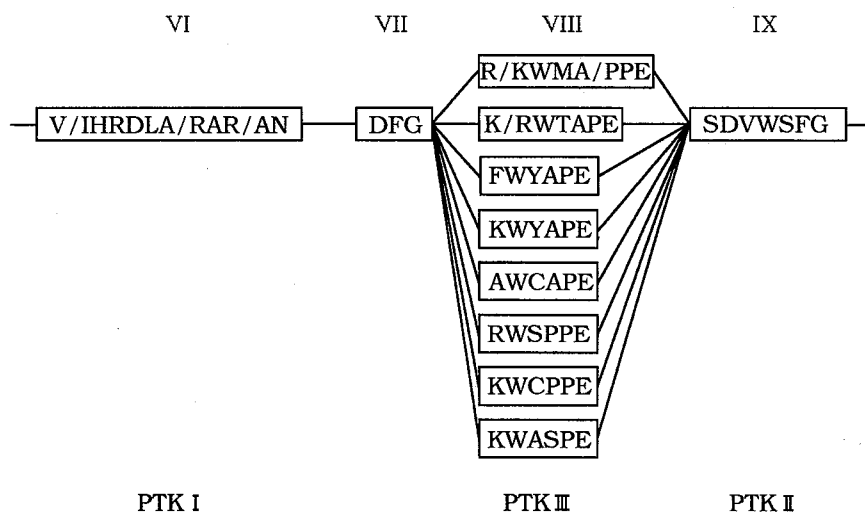 VI VII VIII IX
R/KWMA/PPE
V/IHRDLA/RAR/AN DFG K/RWTAPE SDVWSFG
FWYAPE
KWYAPE
AWCAPE
RWSPPE
KWCPPE
KWASPE
PTK I PTK III PTK II